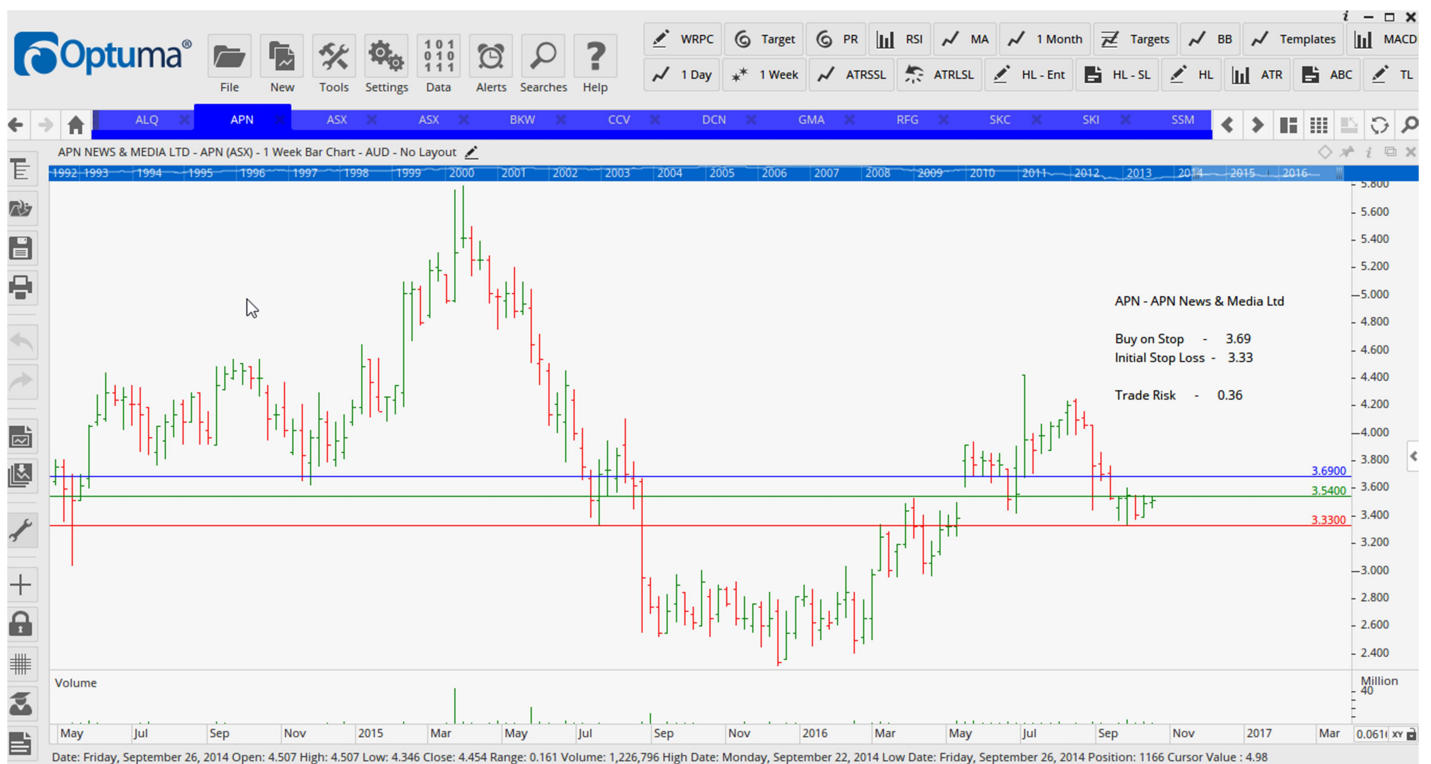 Optuma®
File New Tools Settings Data Alerts Searches Help
WRPC Target PR RSI MA 1 Month Targets BB Templates MACD
1 Day 1 Week ATRSSL ATRLSL HL - Ent HL - SL HL ATR ABC TL
ALQ APN ASX ASX BKW CCV DCN GMA RFG SKC SKI SSM
APN NEWS & MEDIA LTD - APN (ASX) - 1 Week Bar Chart - AUD - No Layout
1992 1993 1994 1995 1996 1997 1998 1999 2000 2001 2002 2003 2004 2005 2006 2007 2008 2009 2010 2011 2012 2013 2014 2015 2016
5.800
5.600
5.400
5.200
5.000
APN - APN News & Media Ltd
4.800
Buy on Stop - 3.69
4.600
Initial Stop Loss - 3.33
4.400
Trade Risk - 0.36
4.200
4.000
3.800
3.6900
3.600
3.5400
3.400
3.3300
3.200
3.000
2.800
2.600
2.400
Volume
Million
40
May Jul Sep Nov 2015 Mar May Jul Sep Nov 2016 Mar May Jul Sep Nov 2017 Mar XY
Date: Friday, September 26, 2014 Open: 4.507 High: 4.507 Low: 4.346 Close: 4.454 Range: 0.161 Volume: 1,226,796 High Date: Monday, September 22, 2014 Low Date: Friday, September 26, 2014 Position: 1166 Cursor Value : 4.98